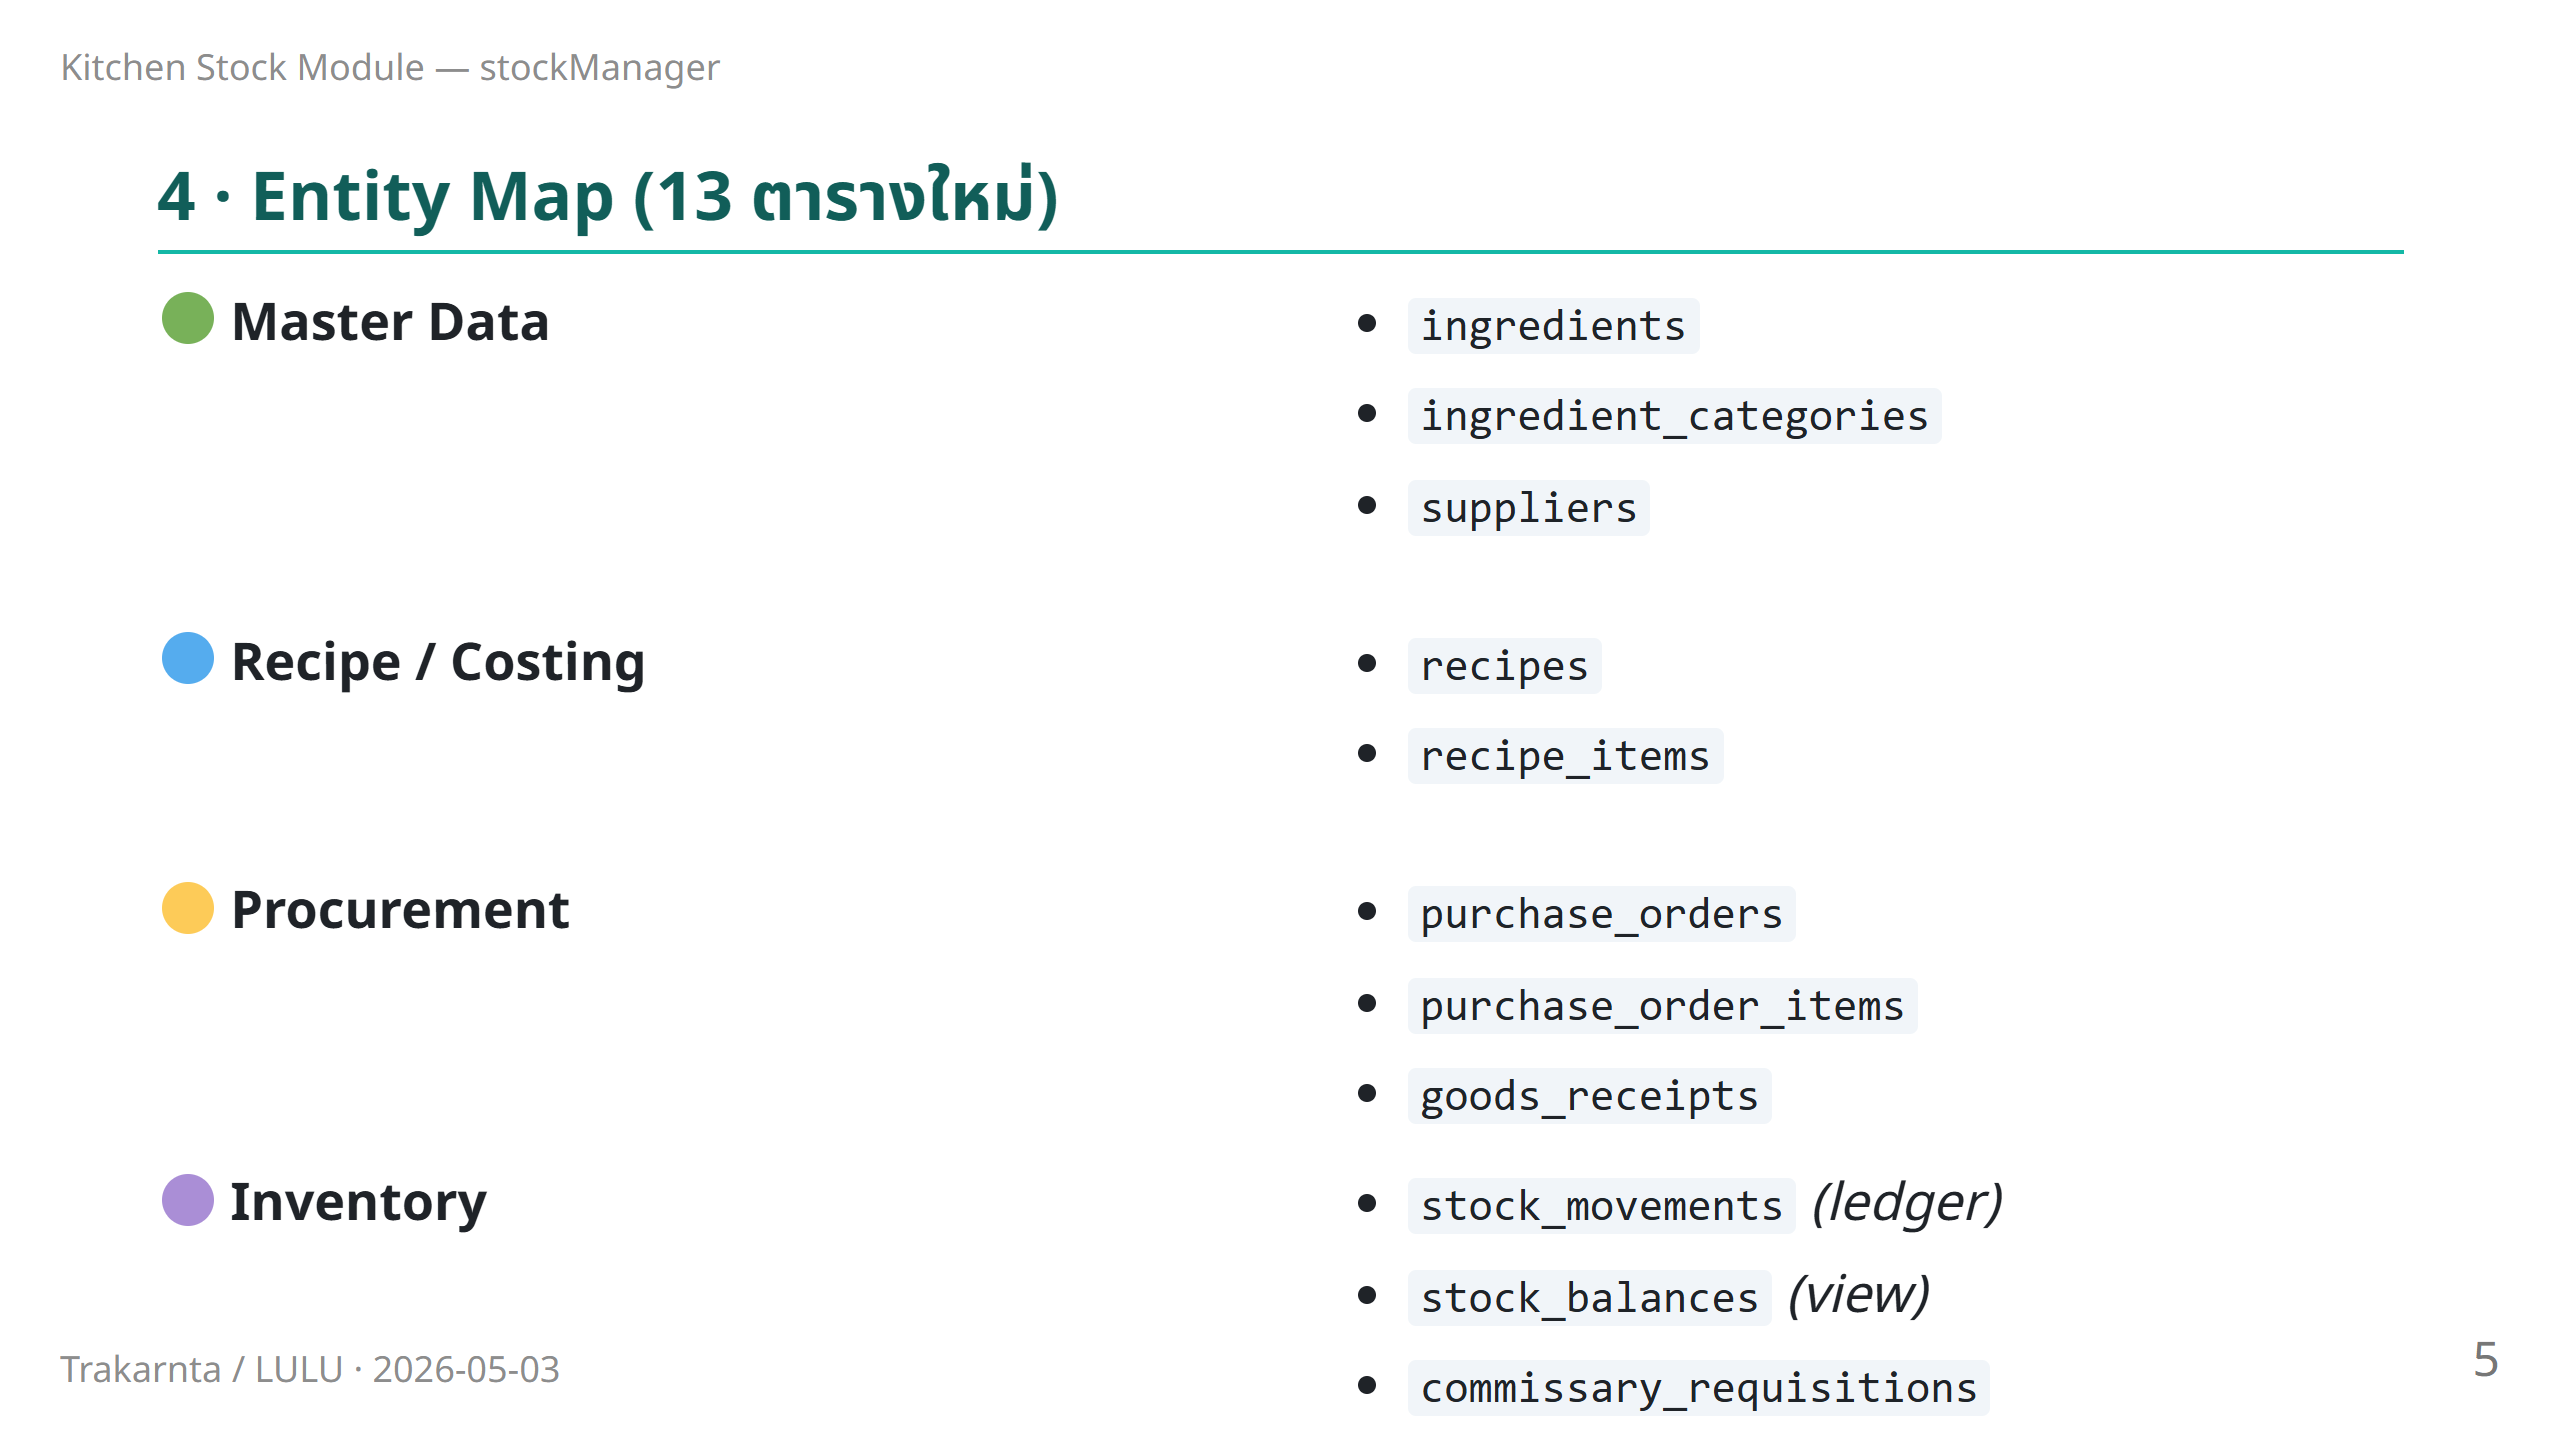 Kitchen Stock Module — stockManager
4 · Entity Map (13 ตารางใหม่)
Master Data
• ingredients
• ingredient_categories
• suppliers
Recipe / Costing
• recipes
• recipe_items
Procurement
• purchase_orders
• purchase_order_items
• goods_receipts
Inventory
• stock_movements (ledger)
• stock_balances (view)
• commissary_requisitions
Trakarnta / LULU · 2026-05-03
5